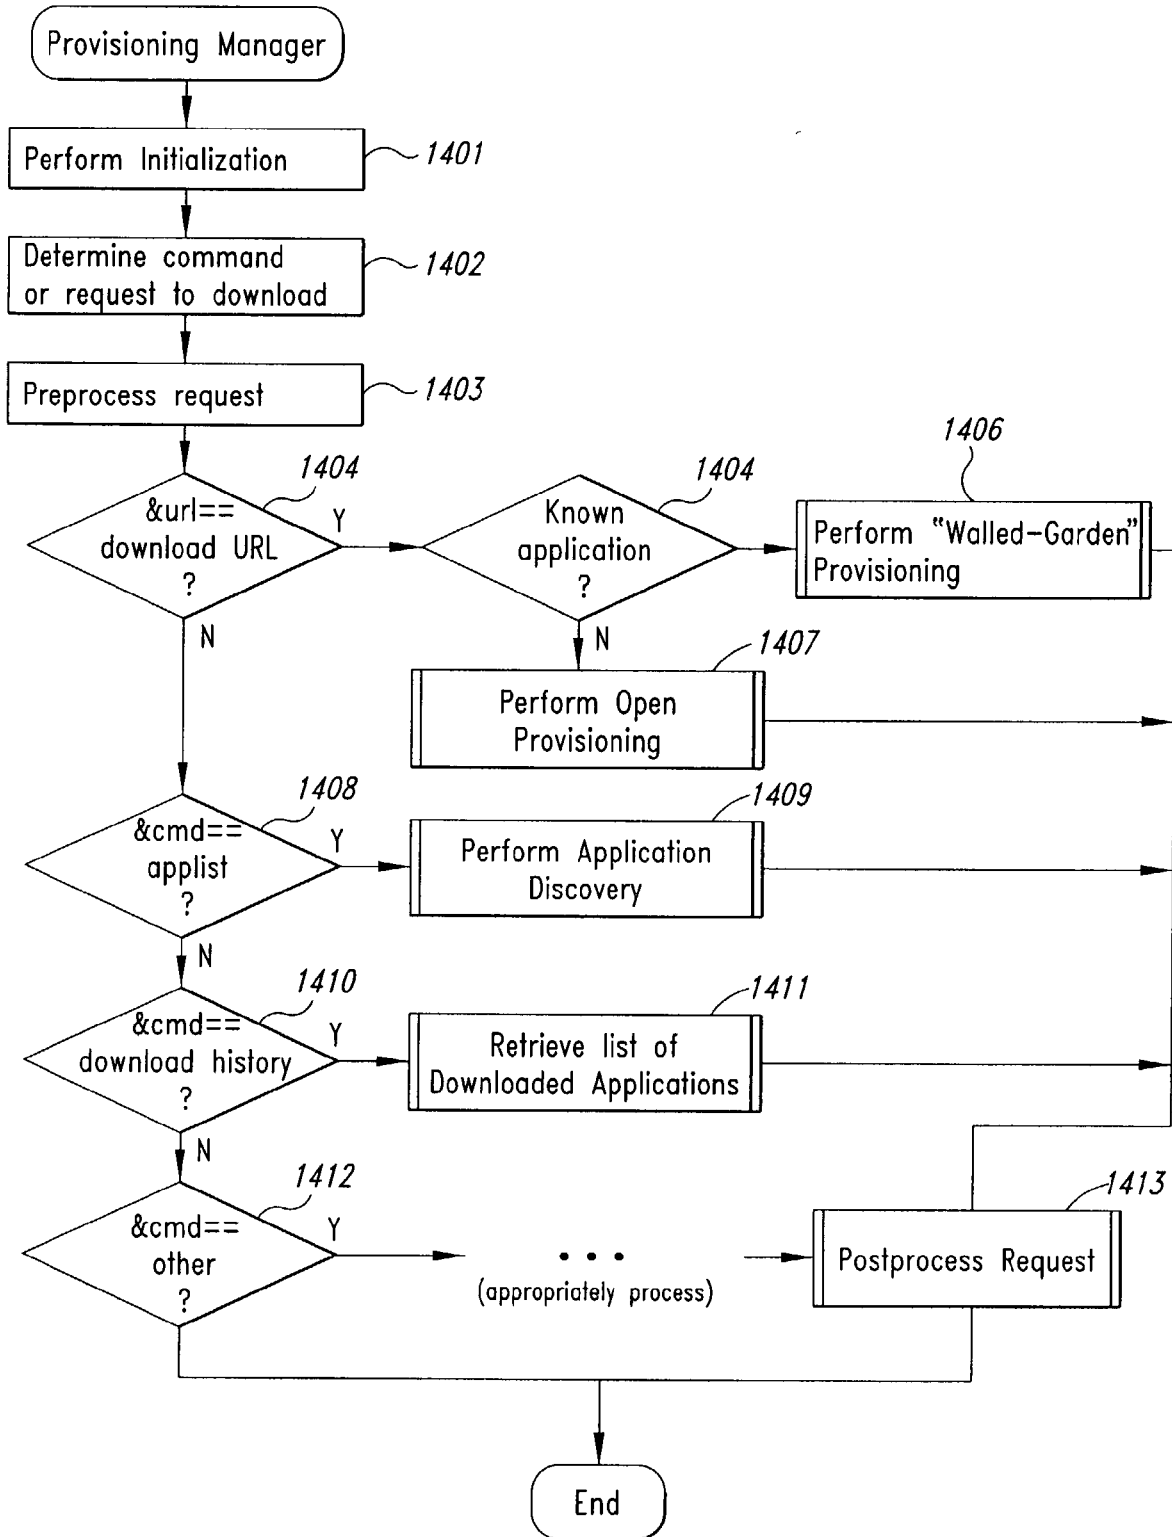 Provisioning Manager
Perform Initialization
1401
Determine command
or request to download
1402
Preprocess request
1403
&url==
download URL
?
1404
Y
N
Known
application
?
1404
N
1406
Perform "Walled-Garden"
Provisioning
1407
Perform Open
Provisioning
&cmd==
applist
?
1408
Y
N
1409
Perform Application
Discovery
&cmd==
download history
?
1410
Y
N
1411
Retrieve list of
Downloaded Applications
&cmd==
other
?
1412
Y
• • •
(appropriately process)
1413
Postprocess Request
End